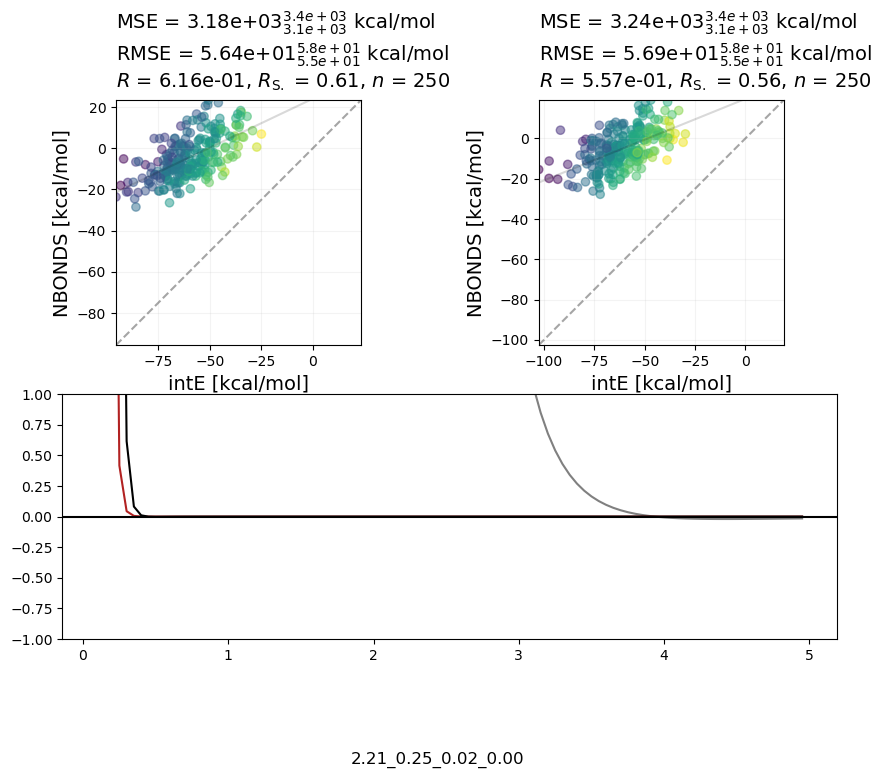 MSE = 3.18e+03 3.4e+03 3.1e+03 kcal/mol
RMSE = 5.64e+01 5.8e+01 5.5e+01 kcal/mol
R = 6.16e-01, R_S. = 0.61, n = 250
20
0
−20
−40
−60
−80
NBONDS [kcal/mol]
−75 −50 −25 0
intE [kcal/mol]
MSE = 3.24e+03 3.4e+03 3.1e+03 kcal/mol
RMSE = 5.69e+01 5.8e+01 5.5e+01 kcal/mol
R = 5.57e-01, R_S. = 0.56, n = 250
0
−20
−40
−60
−80
−100
NBONDS [kcal/mol]
−100 −75 −50 −25 0
intE [kcal/mol]
1.00
0.75
0.50
0.25
0.00
−0.25
−0.50
−0.75
−1.00
0 1 2 3 4 5
2.21_0.25_0.02_0.00